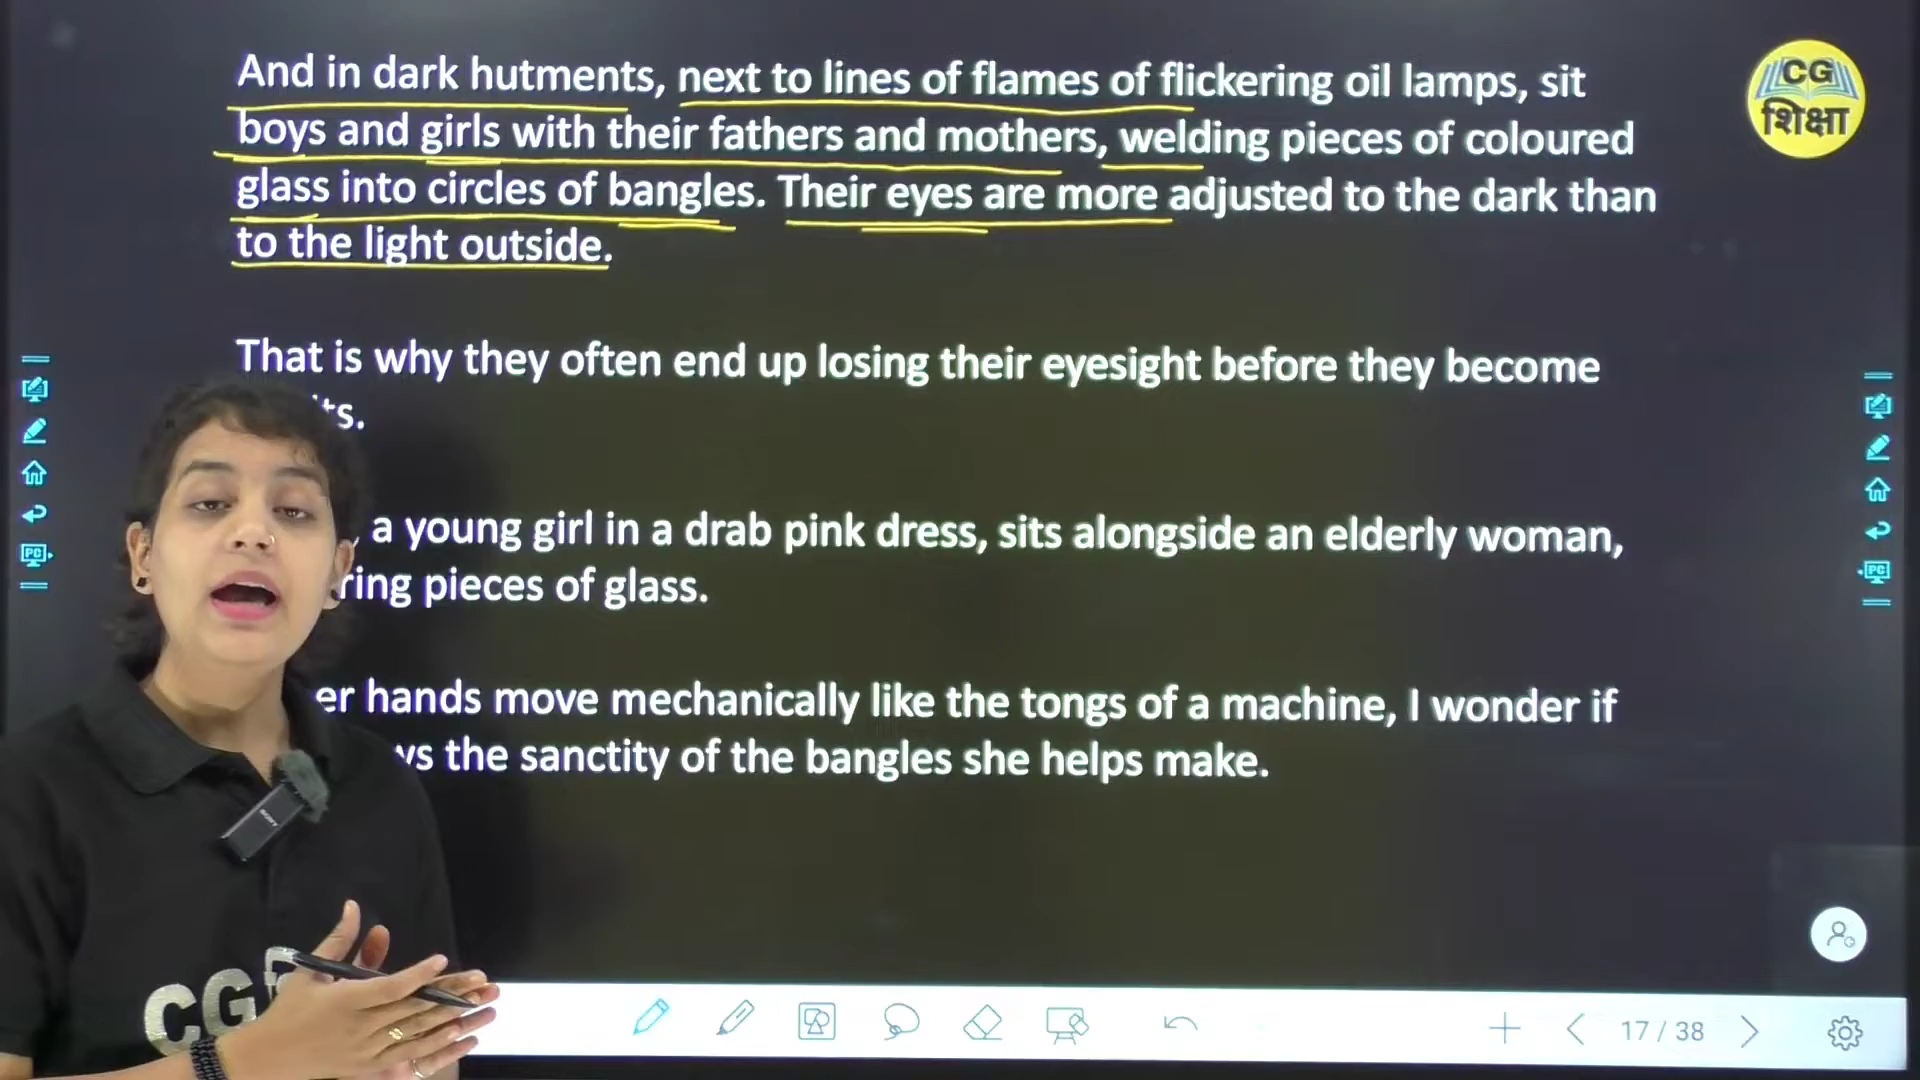 And in dark hutments, next to lines of flames of flickering oil lamps, sit
boys and girls with their fathers and mothers, welding pieces of coloured
glass into circles of bangles. Their eyes are more adjusted to the dark than
to the light outside.
That is why they often end up losing their eyesight before they become
a young girl in a drab pink dress, sits alongside an elderly woman,
pieces of glass.
hands move mechanically like the tongs of a machine, I wonder if
the sanctity of the bangles she helps make.
CG
शिक्षा
PC
PC
SONY
CG
17 / 38